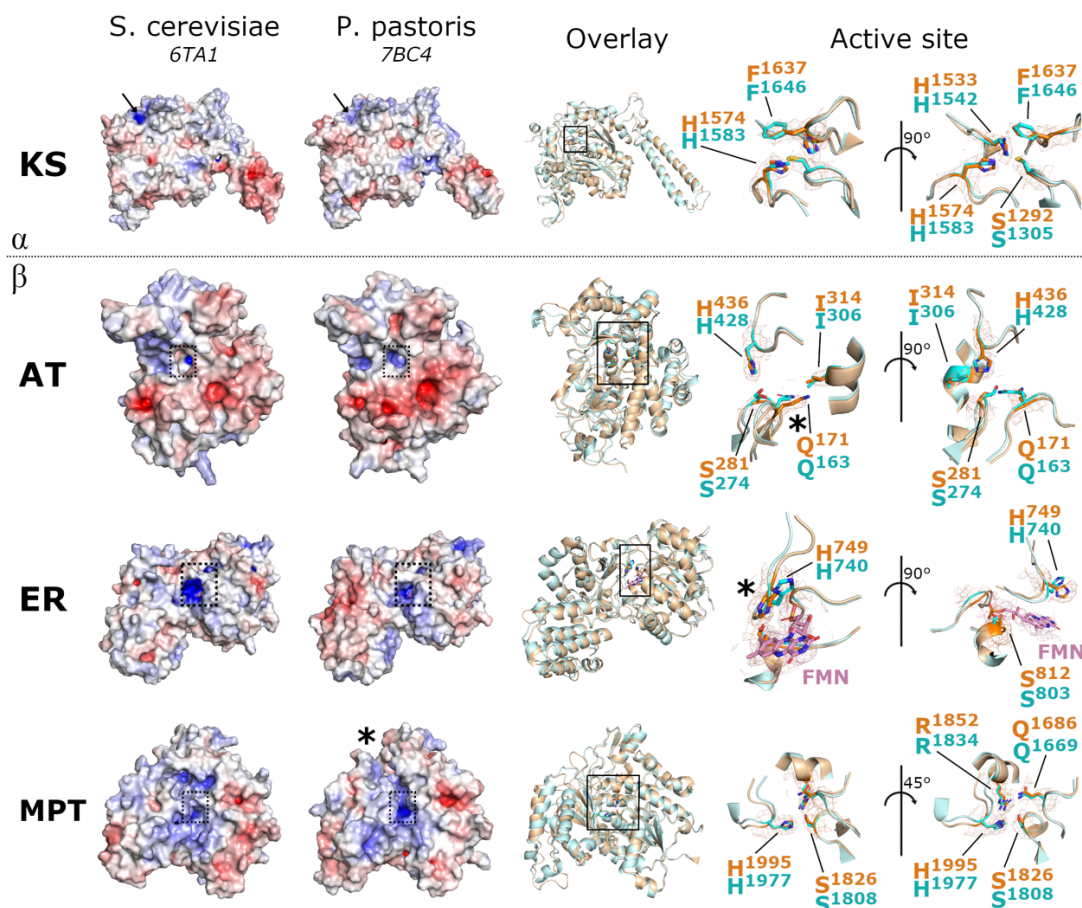 S. cerevisiae P. pastoris Overlay Active site
6TA1 7BC4
KS
F1637 H1533 F1637
F1646 H1542 F1646
H1574
H1583
90°
H1574 S1292
H1583 S1305
α
β
AT
H436 I314 I314 H436
H428 I306 I306 H428
90°
*
Q171 Q171
Q163 Q163
S281 S281
S274 S274
ER
H749 H749
H740 H740
* 90°
FMN FMN
S812
S803
MPT
*
R1852 Q1686
R1834 Q1669
45°
H1995 S1826 H1995 S1826
H1977 S1808 H1977 S1808